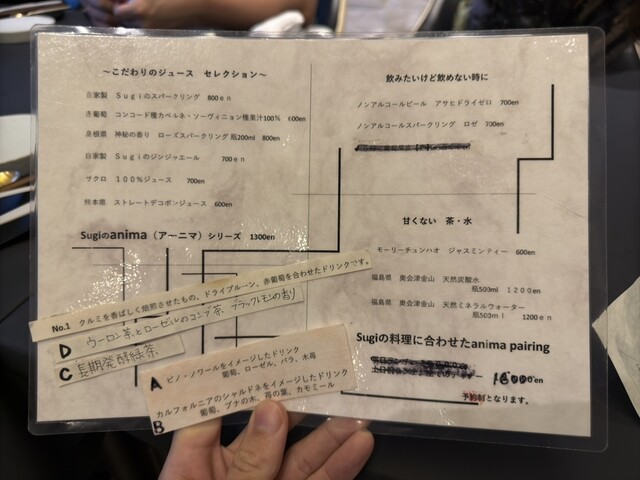 ～こだわりのジュース セレクション～
自家製 Ｓｕｇｉのスパークリング 800ｅｎ
赤葡萄 コンコード種カベルネ・ソーヴィニョン種果汁100％ 600en
島根県 神秘の香り ローズスパークリング瓶200ml 800en
自家製 Ｓｕｇｉのジンジャエール 700ｅｎ
ザクロ １００％ジュース 700en
熊本県 ストレートデコポンジュース 600en
Sugiのanima（ア～ニマ）シリーズ 1300en
No.1 クルミを香ばしく焙煎させたもの、ドライプルーン、赤葡萄を合わせたドリンクです。
D ウーロン茶とローゼルのコンブ茶 ブラックレモンの香り
C 長期発酵緑茶
A ピノ・ノワールをイメージしたドリンク
葡萄、ローゼル、バラ、木苺
カルフォルニアのシャルドネをイメージしたドリンク
B 葡萄、ブナの木、苺の葉、カモミール
飲みたいけど飲めない時に
ノンアルコールビール アサヒドライゼロ 700en
ノンアルコールスパークリング ロゼ 700en
甘くない 茶・水
モーリーチュンハオ ジャスミンティー 600en
福島県 奥会津金山 天然炭酸水
瓶503ml １２００ｅｎ
福島県 奥会津金山 天然ミネラルウォーター
瓶503ｍｌ 1200ｅｎ
Sugiの料理に合わせたanima pairing
en
予約制となります。